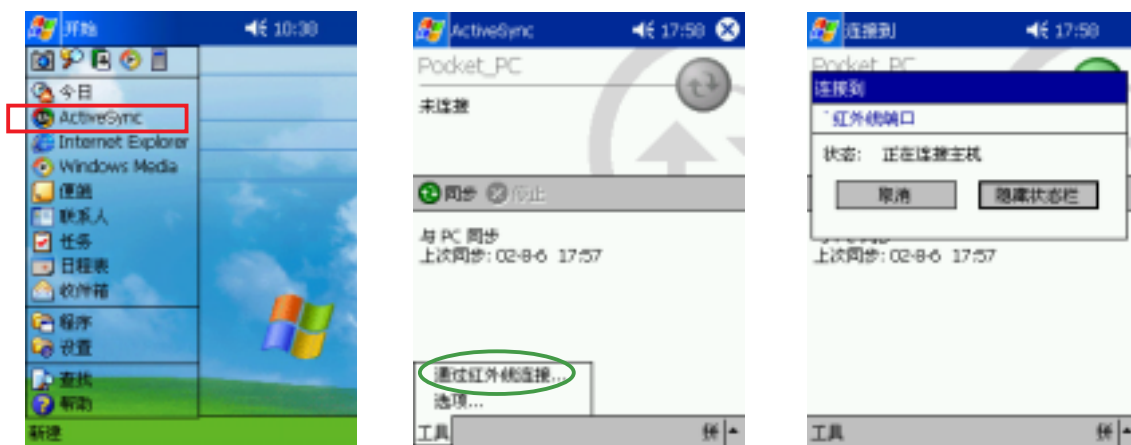 开始 10:38
今日
ActiveSync
Internet Explorer
Windows Media
便笺
联系人
任务
日程表
收件箱
程序
设置
查找
帮助
新建
ActiveSync 17:58
Pocket_PC
未连接
同步 停止
与 PC 同步
上次同步: 02-8-6 17:57
通过红外线连接...
选项...
工具 拼
连接到 17:58
Pocket PC
连接到
`红外线端口
状态: 正在连接主机
取消 隐藏状态栏
上次同步: 02-8-6 17:57
工具 拼